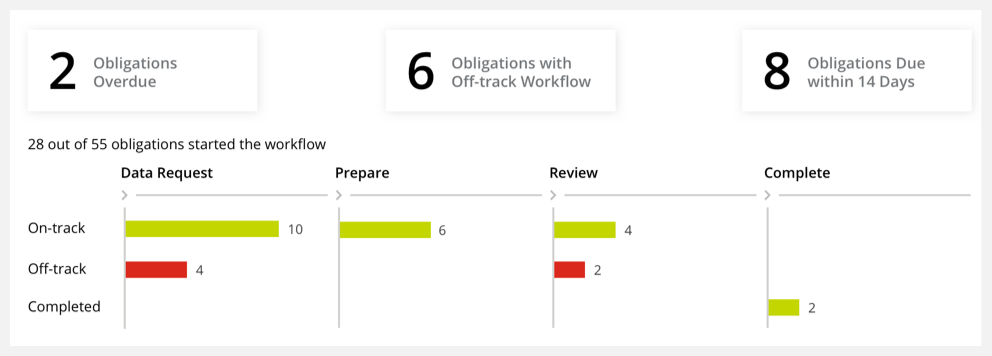 2 Obligations
Overdue
6 Obligations with
Off-track Workflow
8 Obligations Due
within 14 Days
28 out of 55 obligations started the workflow
Data Request Prepare Review Complete
On-track 10 6 4
Off-track 4 2
Completed 2